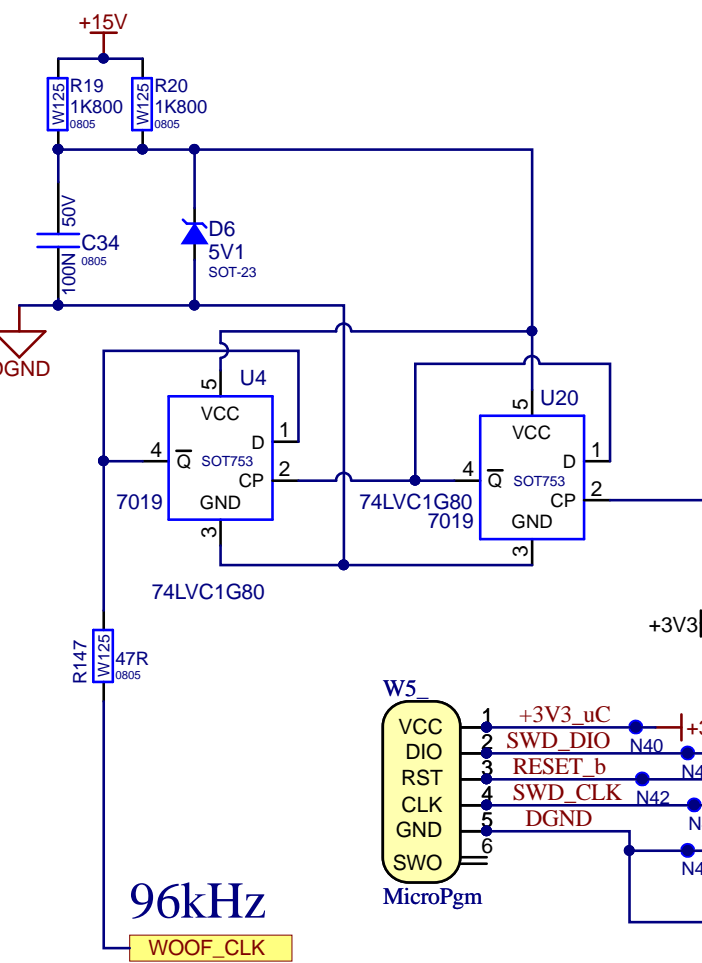 +15V
R19
1K800
0805
W125
R20
1K800
0805
W125
50V
C34
0805
100N
D6
5V1
SOT-23
GND
U4
5
VCC
D
1
4
Q
SOT753
CP
2
GND
3
7019
74LVC1G80
U20
5
VCC
D
1
4
Q
SOT753
CP
2
GND
3
74LVC1G80
7019
R147
W125
47R
0805
+3V3
W5_
VCC
1
+3V3_uC
N40
DIO
2
SWD_DIO
RST
3
RESET_b
N42
CLK
4
SWD_CLK
GND
5
DGND
SWO
6
MicroPgm
96kHz
WOOF_CLK